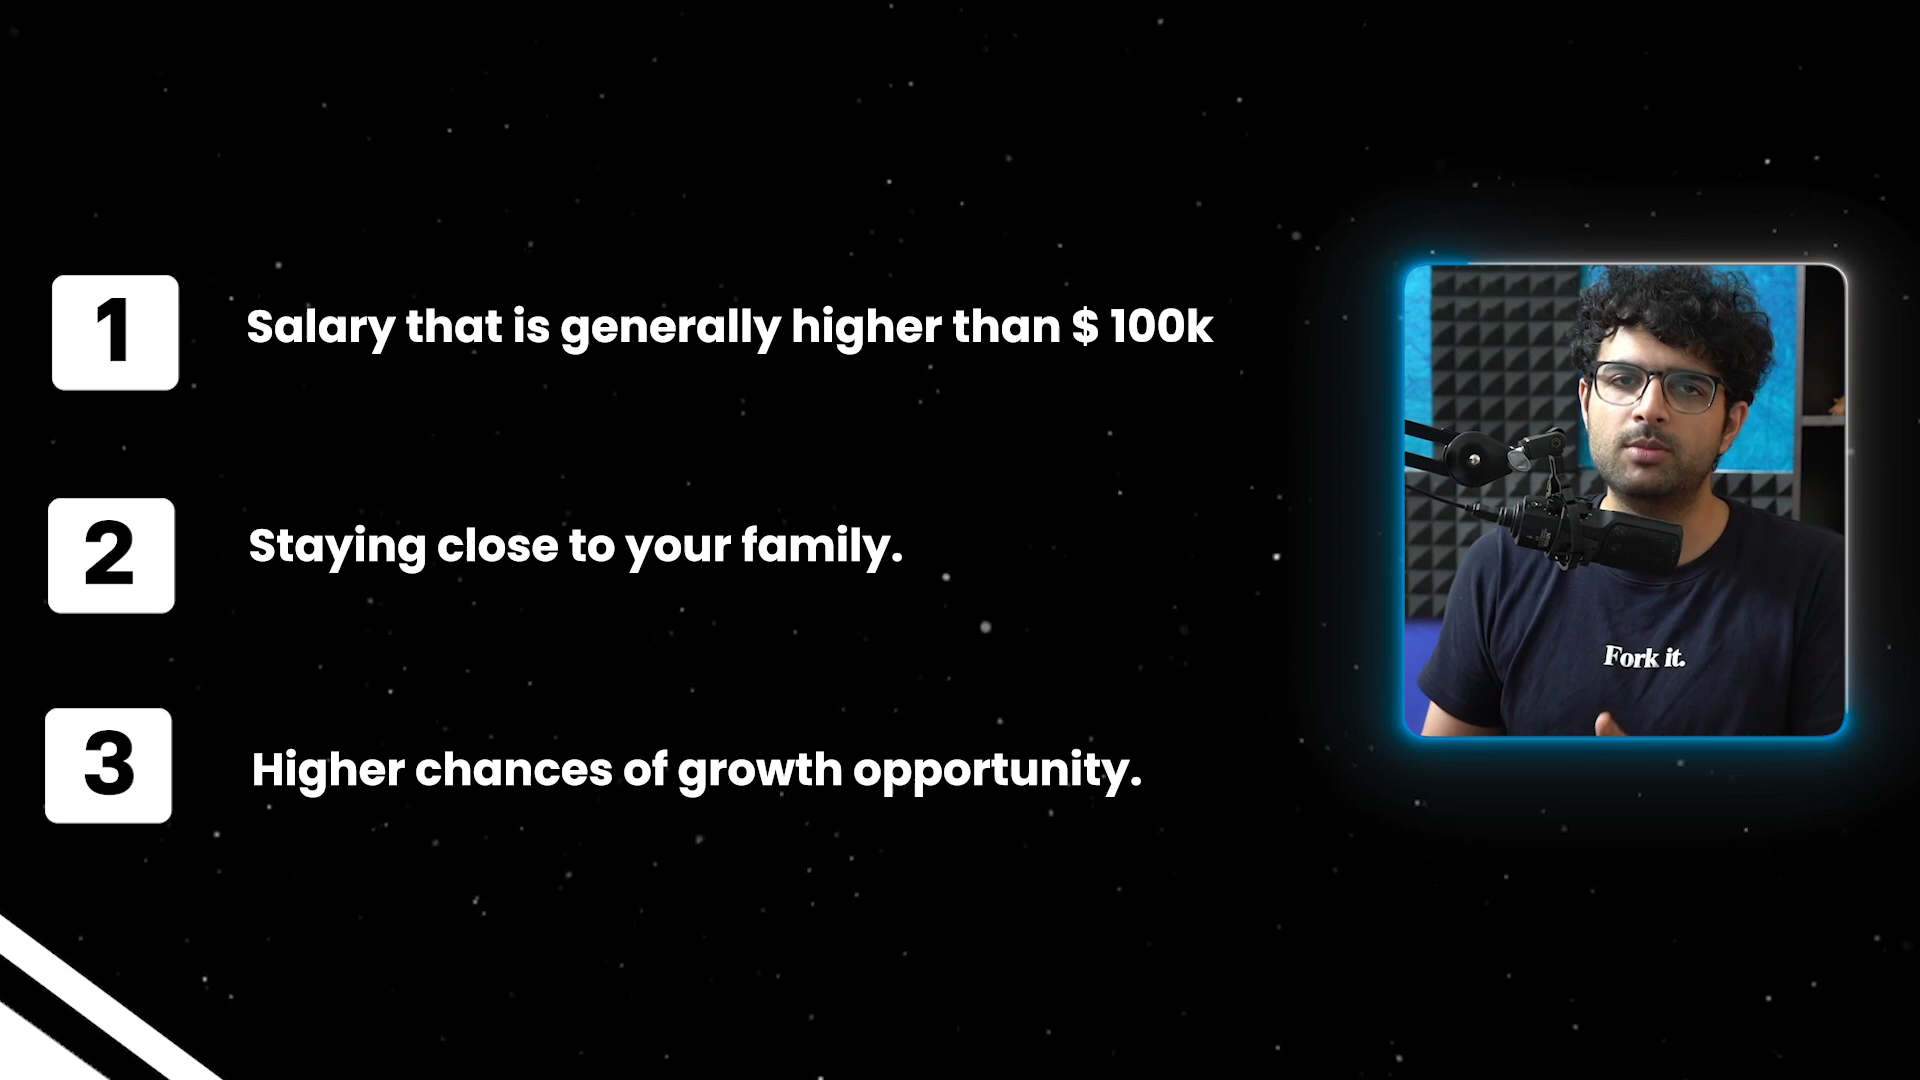 1
Salary that is generally higher than $ 100k
2
Staying close to your family.
3
Higher chances of growth opportunity.
Fork it.